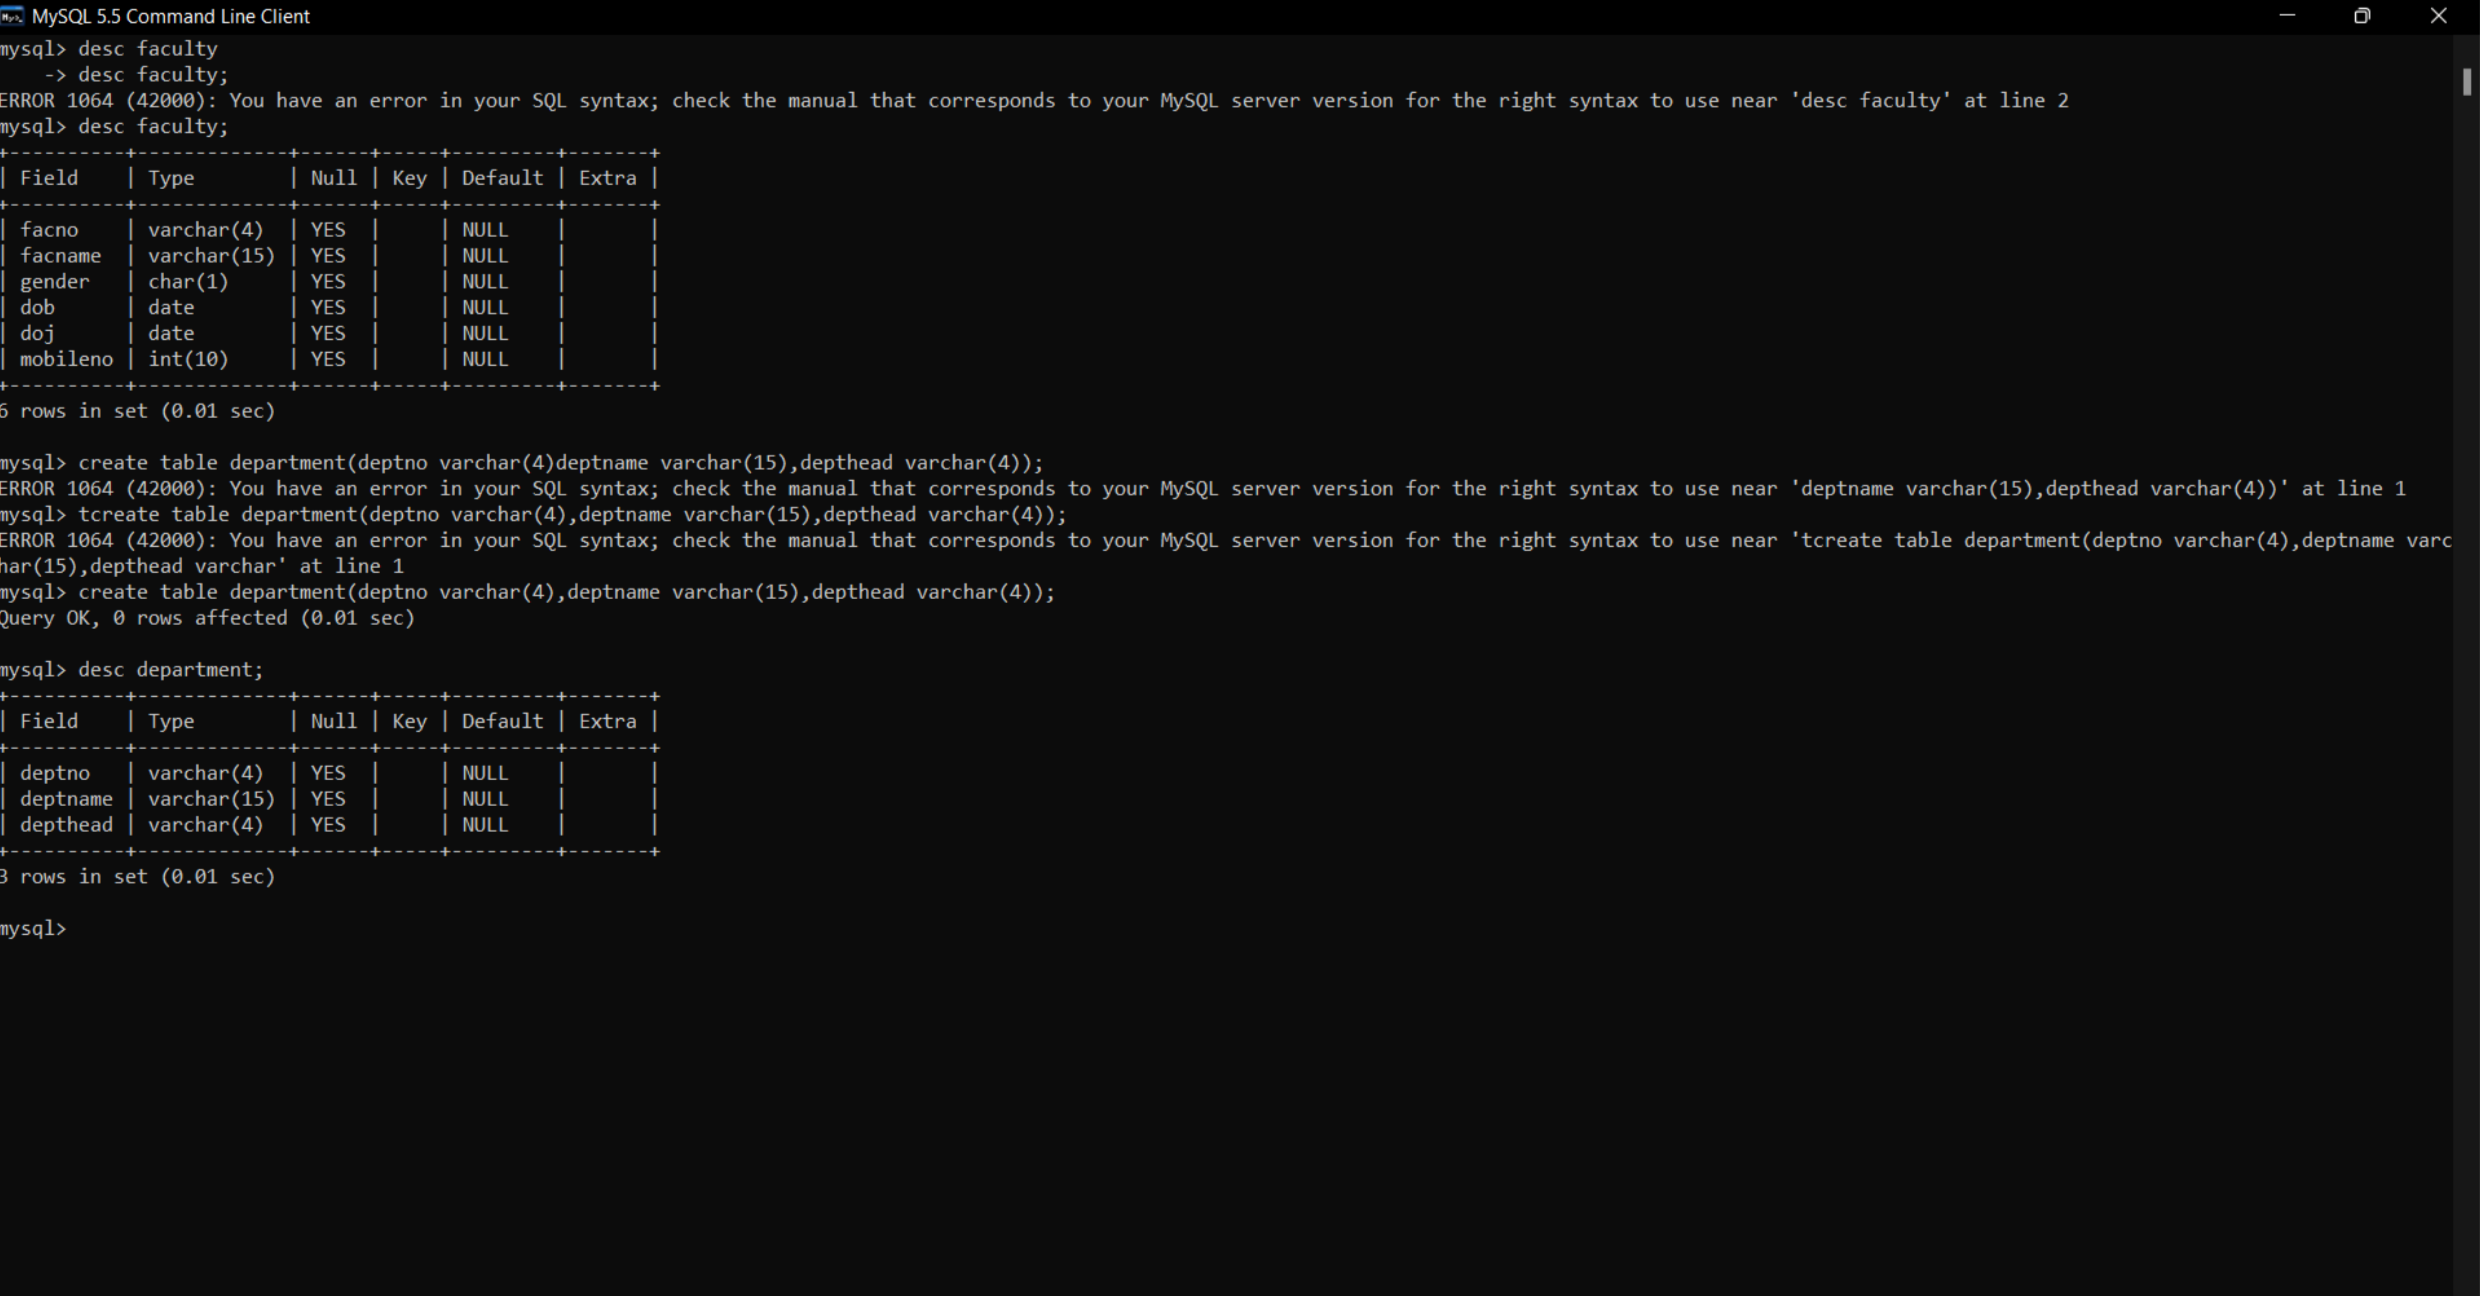 MySQL 5.5 Command Line Client
mysql> desc faculty
    -> desc faculty;
ERROR 1064 (42000): You have an error in your SQL syntax; check the manual that corresponds to your MySQL server version for the right syntax to use near 'desc faculty' at line 2
mysql> desc faculty;
+----------+-------------+------+-----+---------+-------+
| Field    | Type        | Null | Key | Default | Extra |
+----------+-------------+------+-----+---------+-------+
| facno    | varchar(4)  | YES  |     | NULL    |       |
| facname  | varchar(15) | YES  |     | NULL    |       |
| gender   | char(1)     | YES  |     | NULL    |       |
| dob      | date        | YES  |     | NULL    |       |
| doj      | date        | YES  |     | NULL    |       |
| mobileno | int(10)     | YES  |     | NULL    |       |
+----------+-------------+------+-----+---------+-------+
6 rows in set (0.01 sec)

mysql> create table department(deptno varchar(4)deptname varchar(15),depthead varchar(4));
ERROR 1064 (42000): You have an error in your SQL syntax; check the manual that corresponds to your MySQL server version for the right syntax to use near 'deptname varchar(15),depthead varchar(4))' at line 1
mysql> tcreate table department(deptno varchar(4),deptname varchar(15),depthead varchar(4));
ERROR 1064 (42000): You have an error in your SQL syntax; check the manual that corresponds to your MySQL server version for the right syntax to use near 'tcreate table department(deptno varchar(4),deptname varc
har(15),depthead varchar' at line 1
mysql> create table department(deptno varchar(4),deptname varchar(15),depthead varchar(4));
Query OK, 0 rows affected (0.01 sec)

mysql> desc department;
+----------+-------------+------+-----+---------+-------+
| Field    | Type        | Null | Key | Default | Extra |
+----------+-------------+------+-----+---------+-------+
| deptno   | varchar(4)  | YES  |     | NULL    |       |
| deptname | varchar(15) | YES  |     | NULL    |       |
| depthead | varchar(4)  | YES  |     | NULL    |       |
+----------+-------------+------+-----+---------+-------+
3 rows in set (0.01 sec)

mysql>